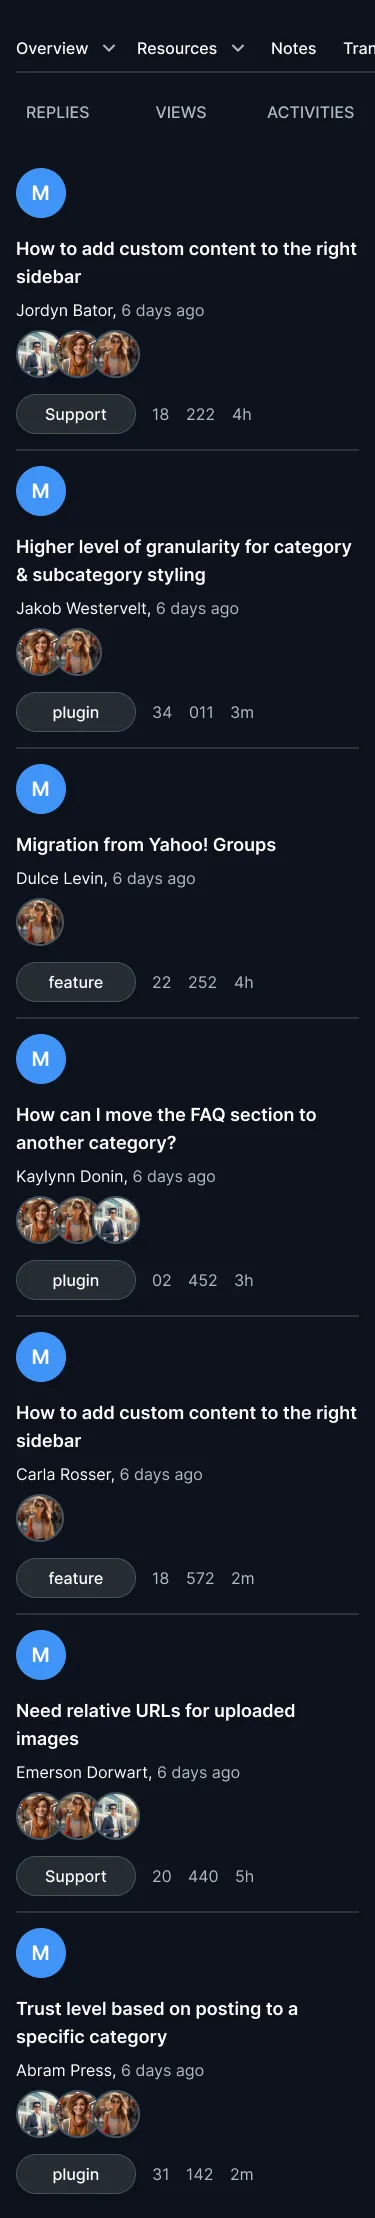 Overview Resources Notes Tran
REPLIES VIEWS ACTIVITIES
M
How to add custom content to the right
sidebar
Jordyn Bator, 6 days ago
Support 18 222 4h
M
Higher level of granularity for category
& subcategory styling
Jakob Westervelt, 6 days ago
plugin 34 011 3m
M
Migration from Yahoo! Groups
Dulce Levin, 6 days ago
feature 22 252 4h
M
How can I move the FAQ section to
another category?
Kaylynn Donin, 6 days ago
plugin 02 452 3h
M
How to add custom content to the right
sidebar
Carla Rosser, 6 days ago
feature 18 572 2m
M
Need relative URLs for uploaded
images
Emerson Dorwart, 6 days ago
Support 20 440 5h
M
Trust level based on posting to a
specific category
Abram Press, 6 days ago
plugin 31 142 2m